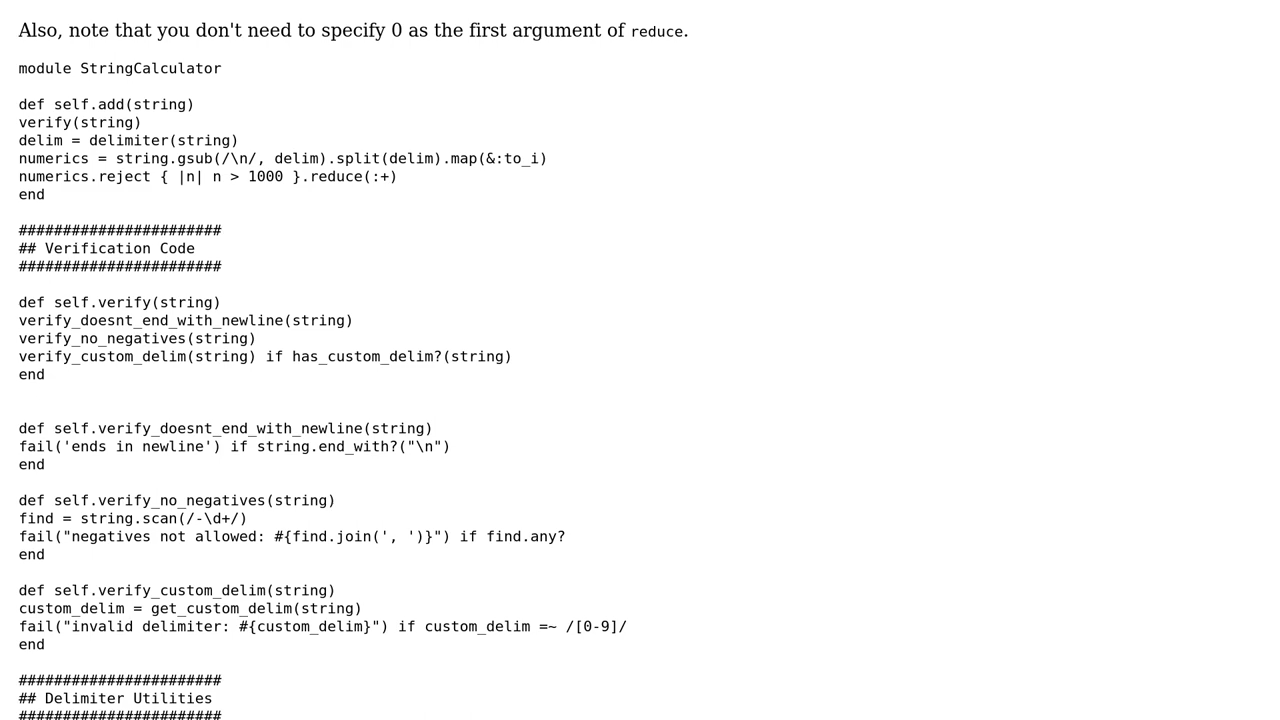 Also, note that you don't need to specify 0 as the first argument of reduce.
module StringCalculator
def self.add(string)
verify(string)
delim = delimiter(string)
numerics = string.gsub(/\n/, delim).split(delim).map(&:to_i)
numerics.reject { |n| n > 1000 }.reduce(:+)
end
#######################
## Verification Code
#######################
def self.verify(string)
verify_doesnt_end_with_newline(string)
verify_no_negatives(string)
verify_custom_delim(string) if has_custom_delim?(string)
end
def self.verify_doesnt_end_with_newline(string)
fail('ends in newline') if string.end_with?("\n")
end
def self.verify_no_negatives(string)
find = string.scan(/-\d+/)
fail("negatives not allowed: #{find.join(', ')}") if find.any?
end
def self.verify_custom_delim(string)
custom_delim = get_custom_delim(string)
fail("invalid delimiter: #{custom_delim}") if custom_delim =~ /[0-9]/
end
#######################
## Delimiter Utilities
#######################